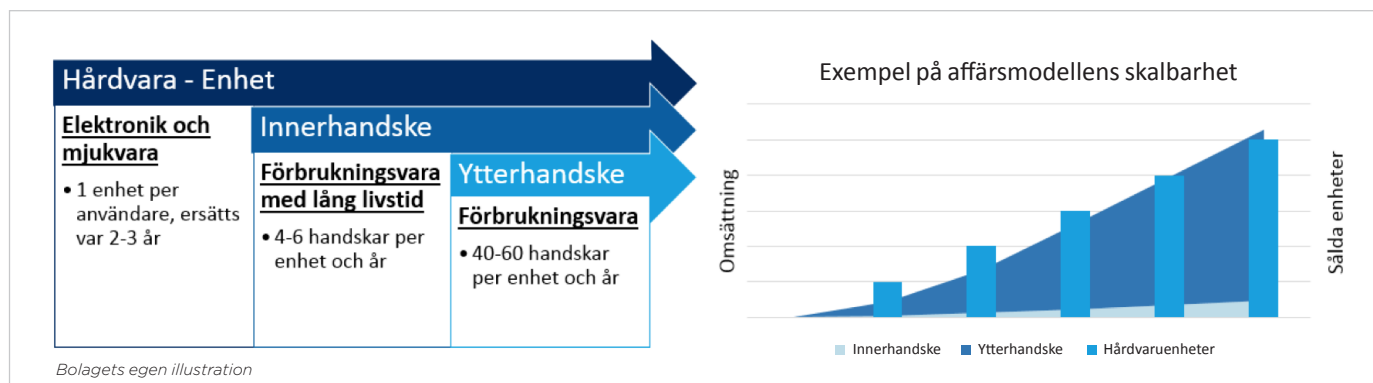 Hårdvara - Enhet
Elektronik och
mjukvara
• 1 enhet per
användare, ersätts
var 2-3 år
Innerhandske
Förbrukningsvara
med lång livstid
• 4-6 handskar per
enhet och år
Ytterhandske
Förbrukningsvara
• 40-60 handskar
per enhet och år
Bolagets egen illustration
Exempel på affärsmodellens skalbarhet
Omsättning
Sålda enheter
Innerhandske
Ytterhandske
Hårdvaruenheter